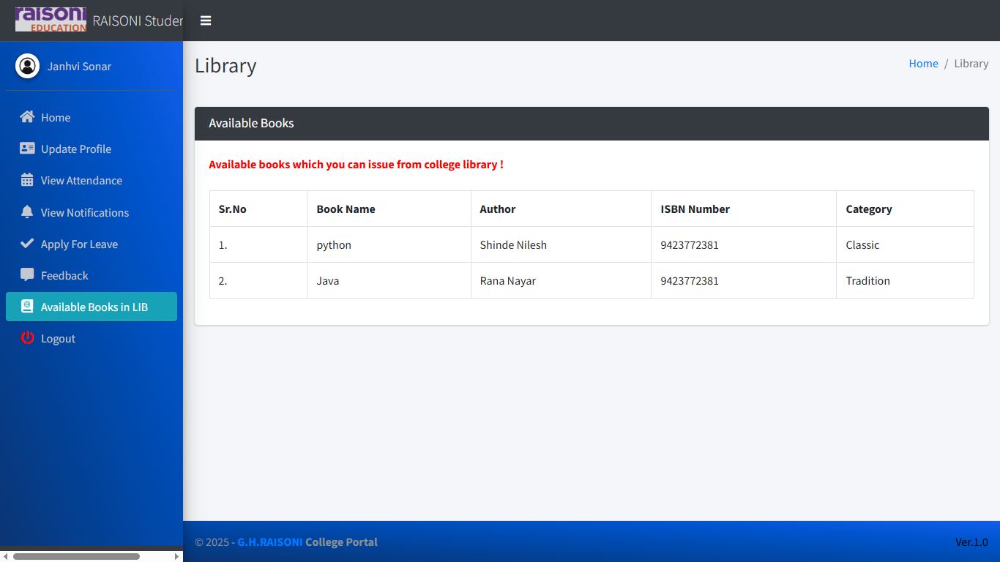 raisoni
EDUCATION
RAISONI Studen
Janhvi Sonar
Home
Update Profile
View Attendance
View Notifications
Apply For Leave
Feedback
Available Books in LIB
Logout
Library
Home / Library
Available Books
Available books which you can issue from college library !
Sr.No Book Name Author ISBN Number Category
1. python Shinde Nilesh 9423772381 Classic
2. Java Rana Nayar 9423772381 Tradition
© 2025 - G.H.RAISONI College Portal
Ver.1.0